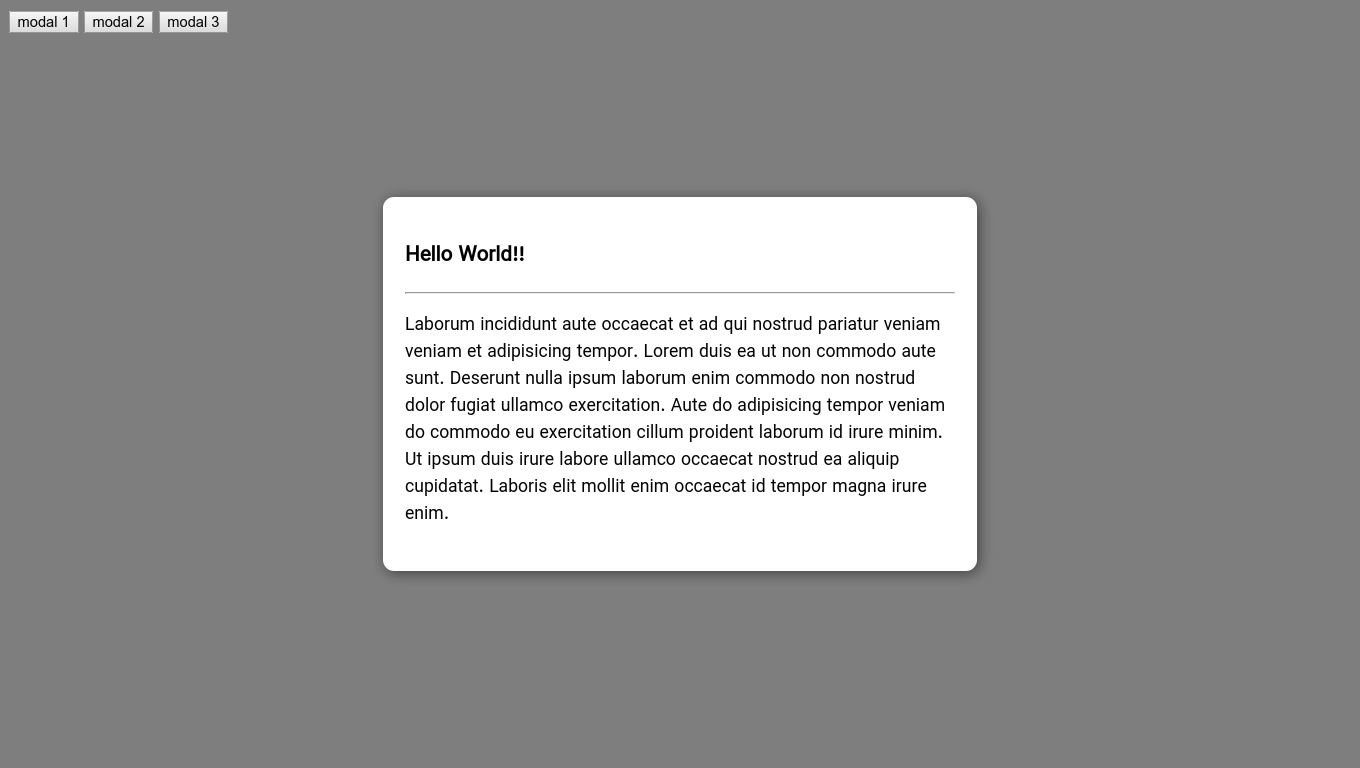 modal 1 modal 2 modal 3
Hello World!!
Laborum incididunt aute occaecat et ad qui nostrud pariatur veniam
veniam et adipisicing tempor. Lorem duis ea ut non commodo aute
sunt. Deserunt nulla ipsum laborum enim commodo non nostrud
dolor fugiat ullamco exercitation. Aute do adipisicing tempor veniam
do commodo eu exercitation cillum proident laborum id irure minim.
Ut ipsum duis irure labore ullamco occaecat nostrud ea aliquip
cupidatat. Laboris elit mollit enim occaecat id tempor magna irure
enim.